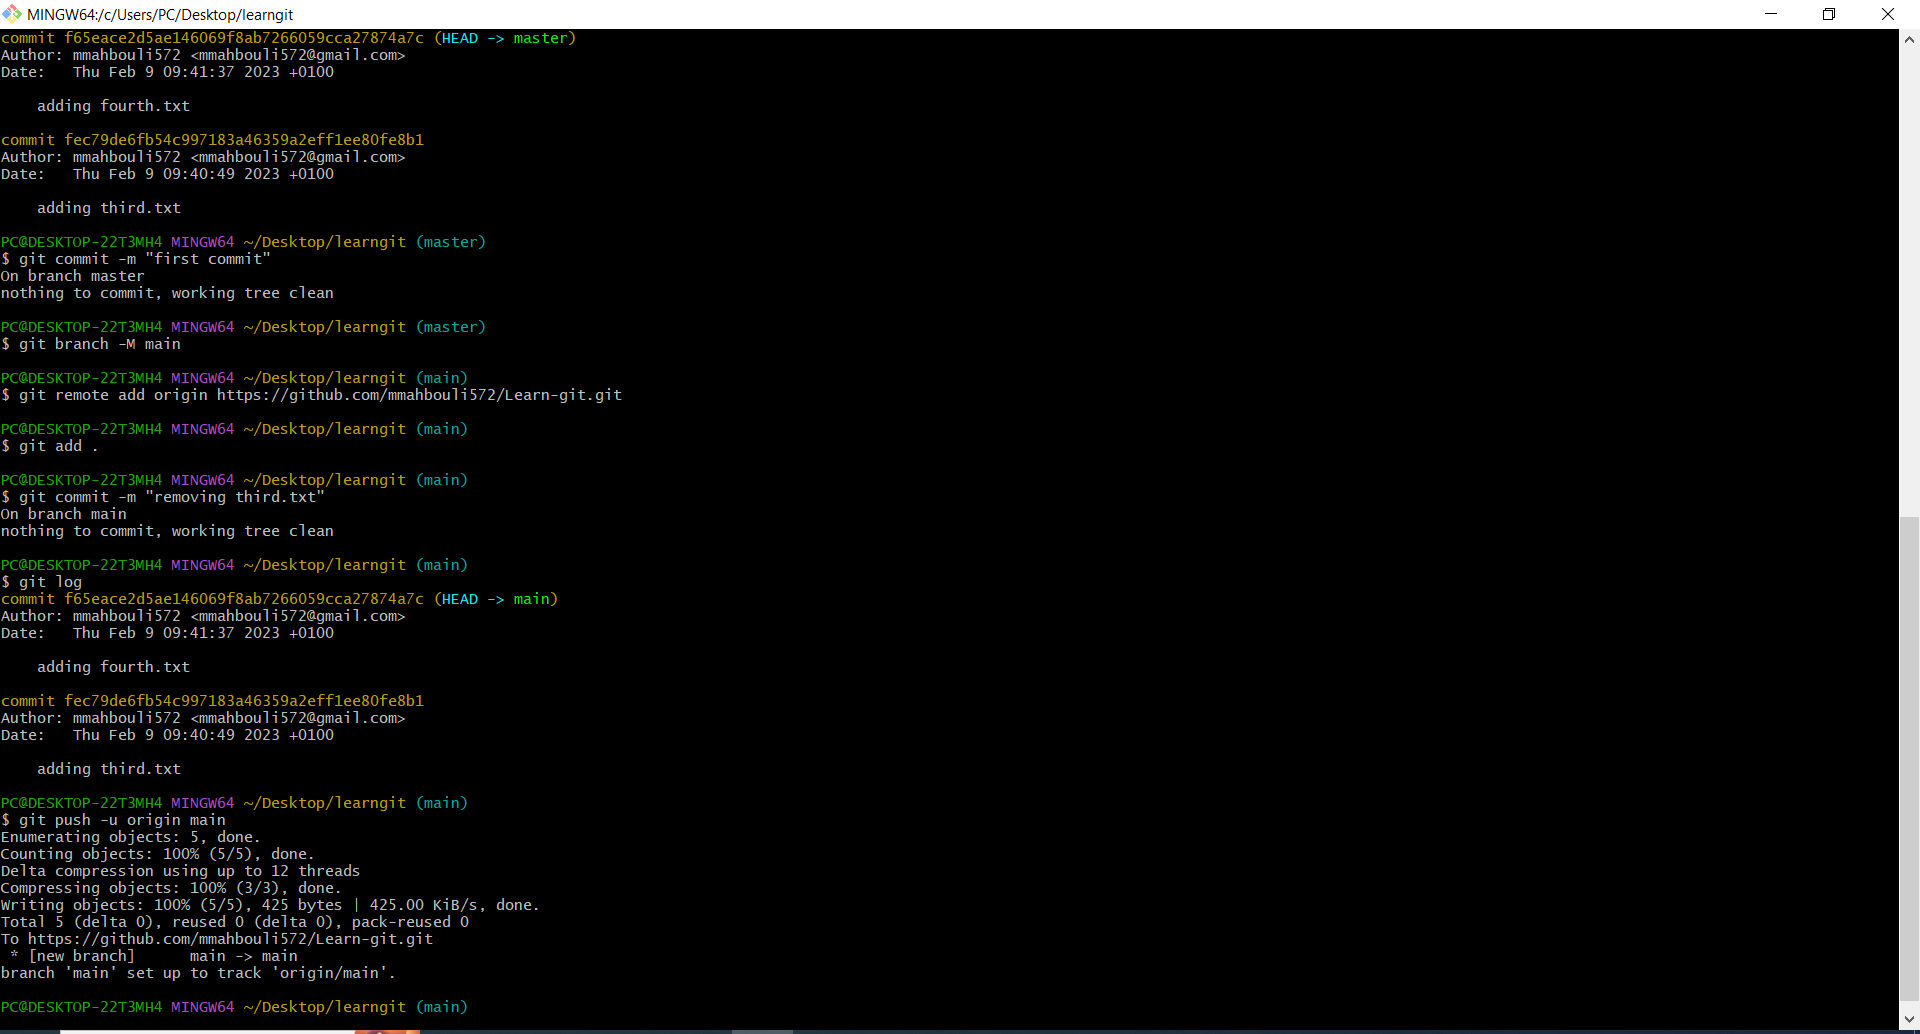 MINGW64:/c/Users/PC/Desktop/learngit
commit f65eace2d5ae146069f8ab7266059cca27874a7c (HEAD -> master)
Author: mmahbouli572 <mmahbouli572@gmail.com>
Date:   Thu Feb 9 09:41:37 2023 +0100

    adding fourth.txt

commit fec79de6fb54c997183a46359a2eff1ee80fe8b1
Author: mmahbouli572 <mmahbouli572@gmail.com>
Date:   Thu Feb 9 09:40:49 2023 +0100

    adding third.txt

PC@DESKTOP-22T3MH4 MINGW64 ~/Desktop/learngit (master)
$ git commit -m "first commit"
On branch master
nothing to commit, working tree clean

PC@DESKTOP-22T3MH4 MINGW64 ~/Desktop/learngit (master)
$ git branch -M main

PC@DESKTOP-22T3MH4 MINGW64 ~/Desktop/learngit (main)
$ git remote add origin https://github.com/mmahbouli572/Learn-git.git

PC@DESKTOP-22T3MH4 MINGW64 ~/Desktop/learngit (main)
$ git add .

PC@DESKTOP-22T3MH4 MINGW64 ~/Desktop/learngit (main)
$ git commit -m "removing third.txt"
On branch main
nothing to commit, working tree clean

PC@DESKTOP-22T3MH4 MINGW64 ~/Desktop/learngit (main)
$ git log
commit f65eace2d5ae146069f8ab7266059cca27874a7c (HEAD -> main)
Author: mmahbouli572 <mmahbouli572@gmail.com>
Date:   Thu Feb 9 09:41:37 2023 +0100

    adding fourth.txt

commit fec79de6fb54c997183a46359a2eff1ee80fe8b1
Author: mmahbouli572 <mmahbouli572@gmail.com>
Date:   Thu Feb 9 09:40:49 2023 +0100

    adding third.txt

PC@DESKTOP-22T3MH4 MINGW64 ~/Desktop/learngit (main)
$ git push -u origin main
Enumerating objects: 5, done.
Counting objects: 100% (5/5), done.
Delta compression using up to 12 threads
Compressing objects: 100% (3/3), done.
Writing objects: 100% (5/5), 425 bytes | 425.00 KiB/s, done.
Total 5 (delta 0), reused 0 (delta 0), pack-reused 0
To https://github.com/mmahbouli572/Learn-git.git
 * [new branch]      main -> main
branch 'main' set up to track 'origin/main'.

PC@DESKTOP-22T3MH4 MINGW64 ~/Desktop/learngit (main)